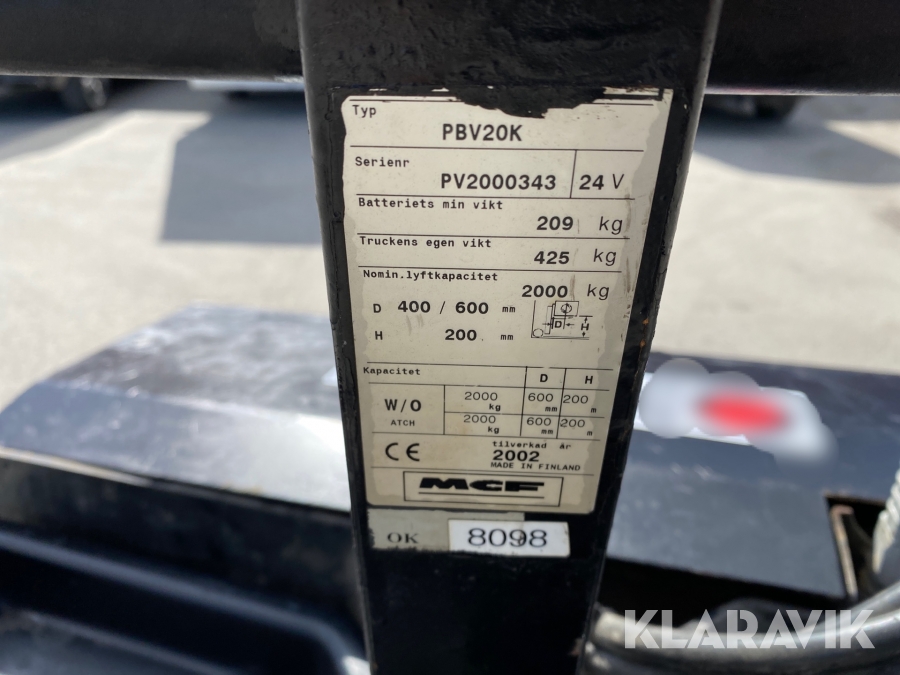 Typ
PBV20K
Serienr
PV2000343 24 V
Batteriets min vikt
209 kg
Truckens egen vikt
425 kg
Nomin.lyftkapacitet
2000 kg
D 400 / 600 mm
D H
H 200 mm
Kapacitet D H
W/O 2000 kg 600 mm 200 m
ATCH 2000 kg 600 mm 200 m
CE tilverkad år
2002
MADE IN FINLAND
MCF
OK 8098
KLARAVIK